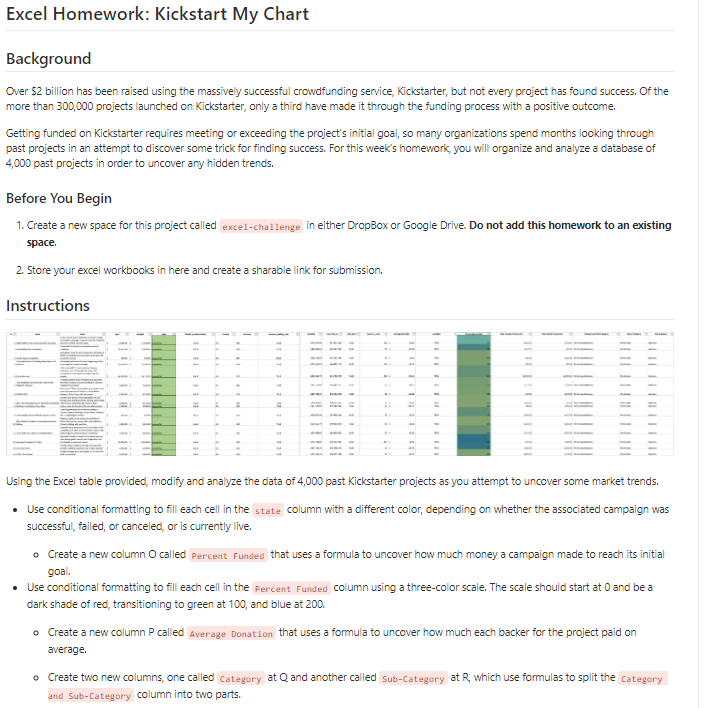 Excel Homework: Kickstart My Chart
Background
Over $2 billion has been raised using the massively successful crowdfunding service, Kickstarter, but not every project has found success. Of the
more than 300,000 projects launched on Kickstarter, only a third have made it through the funding process with a positive outcome.
Getting funded on Kickstarter requires meeting or exceeding the project's initial goal, so many organizations spend months looking through
past projects in an attempt to discover some trick for finding success. For this week's homework, you will organize and analyze a database of
4,000 past projects in order to uncover any hidden trends.
Before You Begin
1. Create a new space for this project called excel-challenge in either DropBox or Google Drive. Do not add this homework to an existing
space.
2. Store your excel workbooks in here and create a sharable link for submission.
Instructions
Using the Excel table provided, modify and analyze the data of 4,000 past Kickstarter projects as you attempt to uncover some market trends.
• Use conditional formatting to fill each cell in the state column with a different color, depending on whether the associated campaign was
successful, failed, or canceled, or is currently live.
○ Create a new column O called Percent Funded that uses a formula to uncover how much money a campaign made to reach its initial
goal.
• Use conditional formatting to fill each cell in the Percent Funded column using a three-color scale. The scale should start at 0 and be a
dark shade of red, transitioning to green at 100, and blue at 200.
○ Create a new column P called Average Donation that uses a formula to uncover how much each backer for the project paid on
average.
○ Create two new columns, one called Category at Q and another called Sub-Category at R, which use formulas to split the Category
and Sub-Category column into two parts.